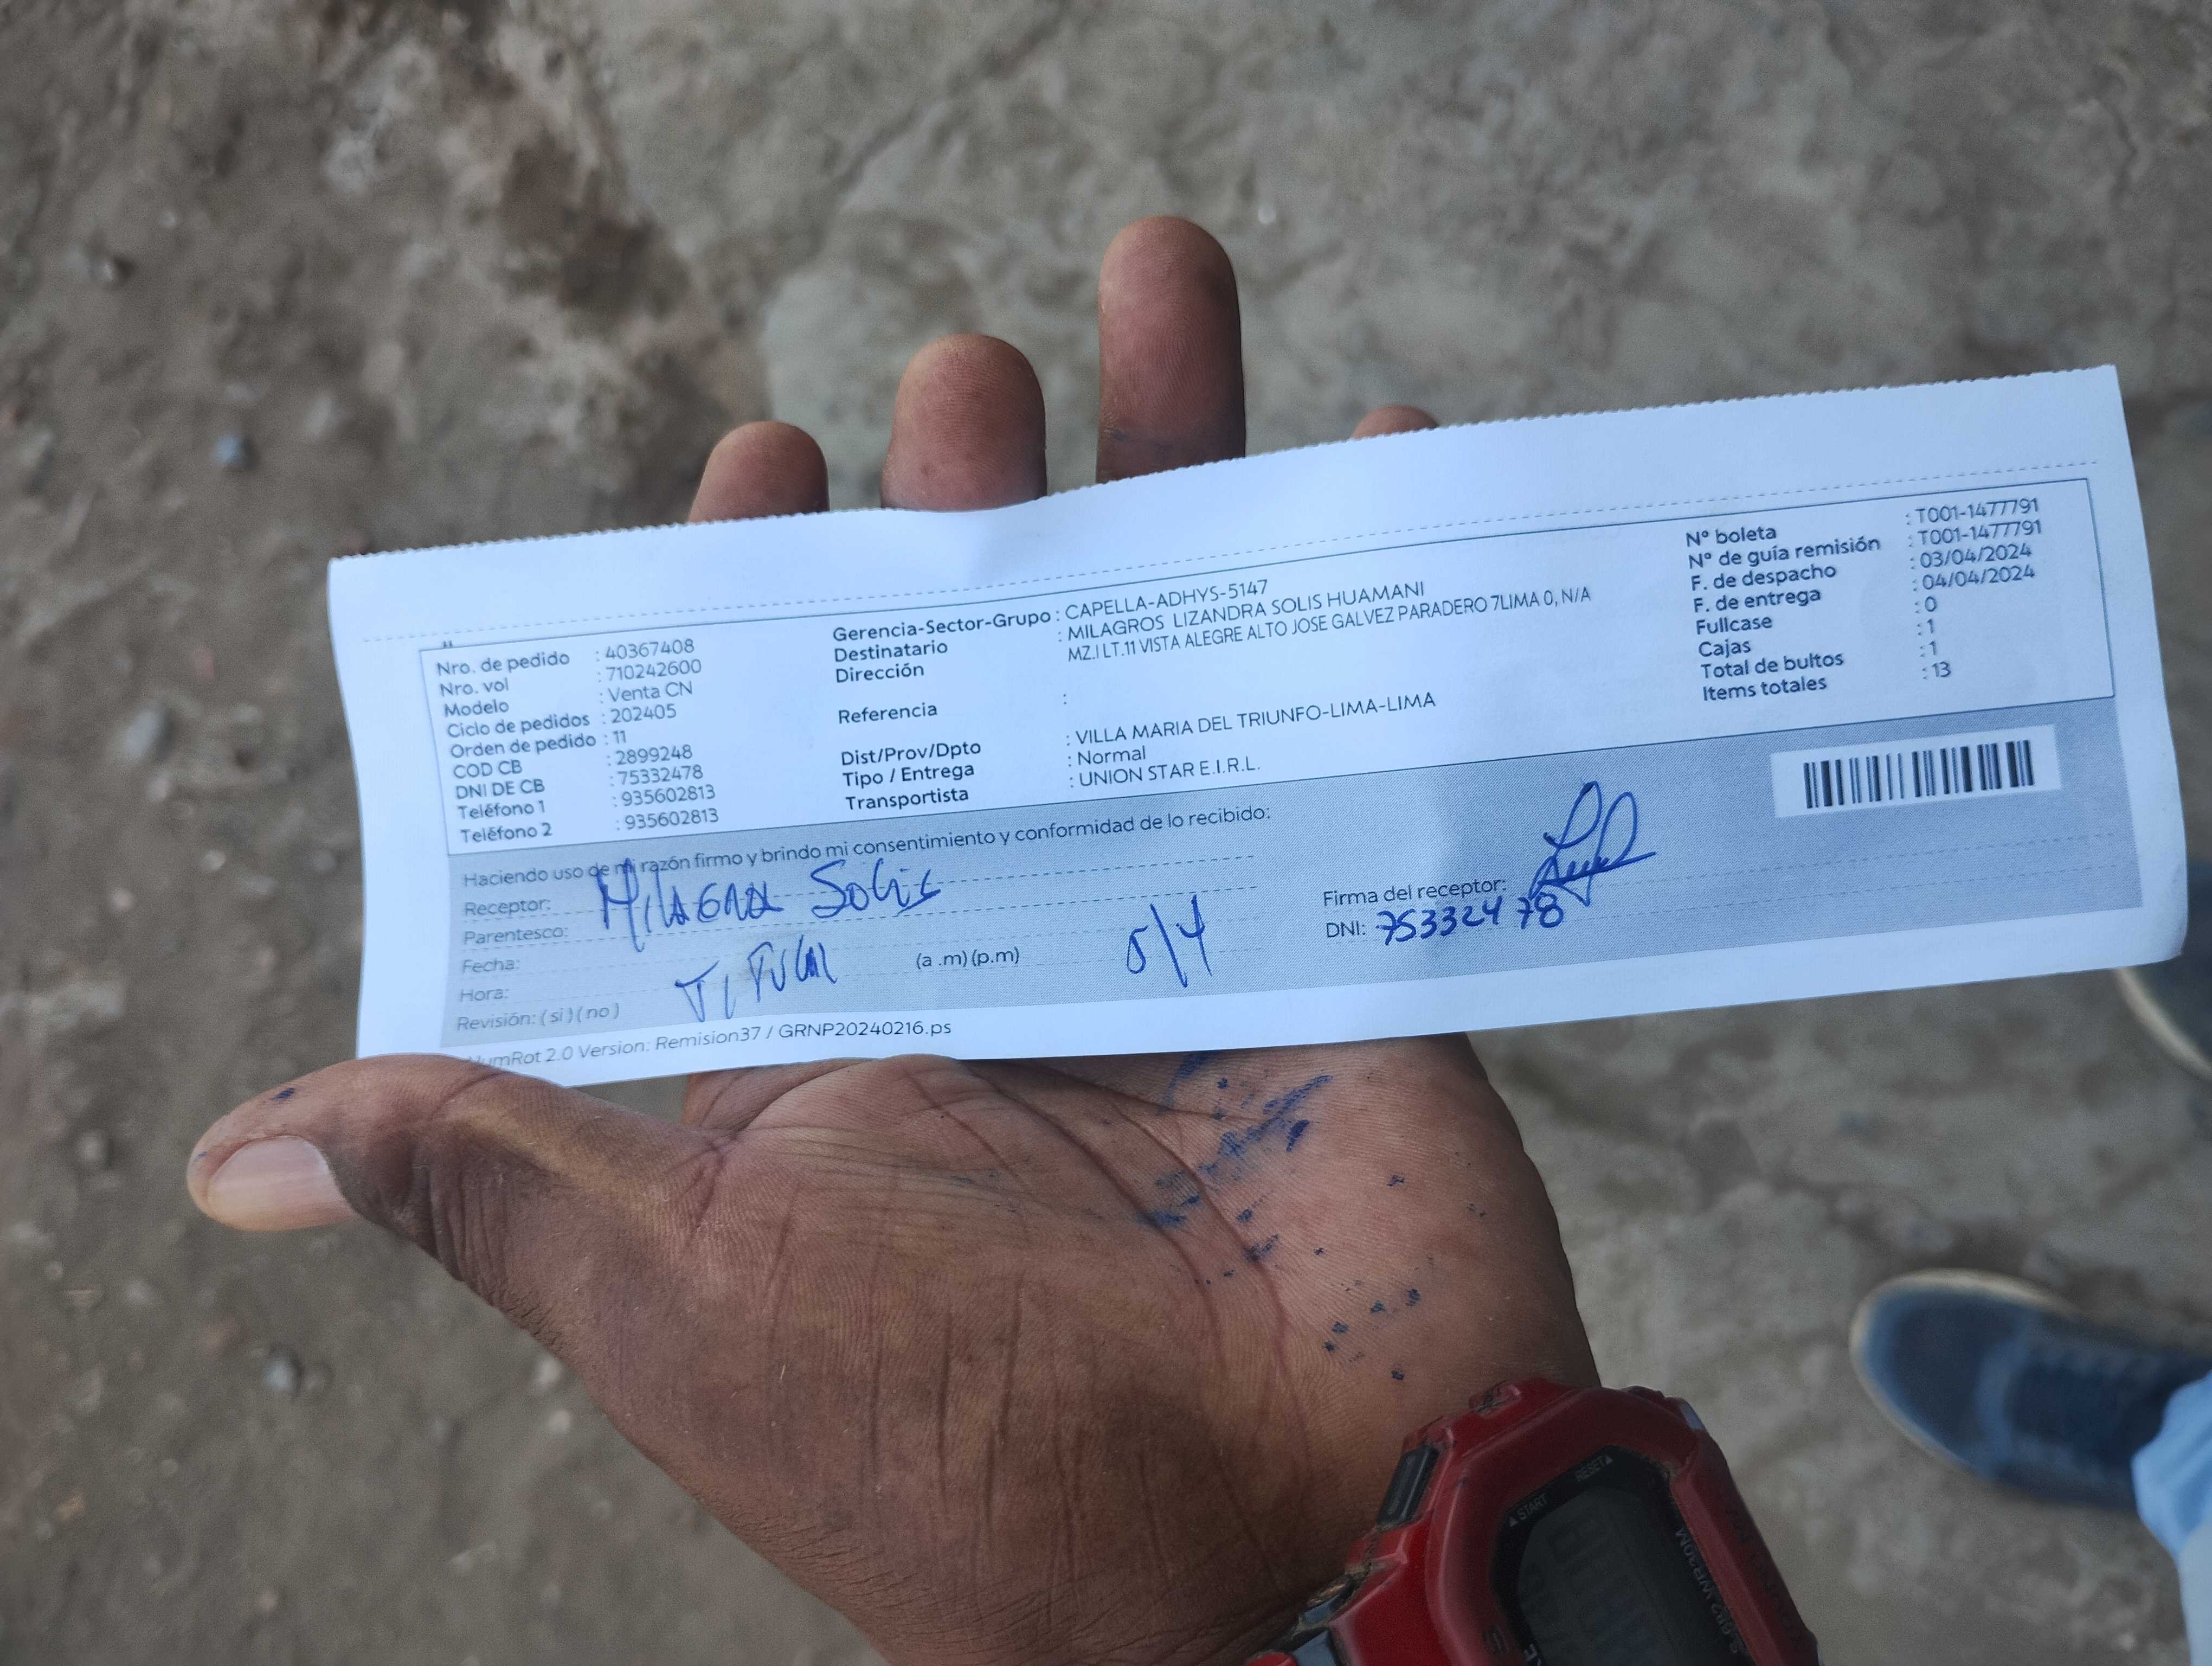 Nro. de pedido : 40367408
Nro. vol : 710242600
Modelo : Venta CN
Ciclo de pedidos : 202405
Orden de pedido : 11
COD CB : 2899248
DNI DE CB : 75332478
Teléfono 1 : 935602813
Teléfono 2 : 935602813
Gerencia-Sector-Grupo : CAPELLA-ADHYS-5147
Destinatario : MILAGROS LIZANDRA SOLIS HUAMANI
Dirección MZ.I LT.11 VISTA ALEGRE ALTO JOSE GALVEZ PARADERO 7LIMA 0, N/A
Referencia :
Dist/Prov/Dpto : VILLA MARIA DEL TRIUNFO-LIMA-LIMA
Tipo / Entrega : Normal
Transportista : UNION STAR E.I.R.L.
Nº boleta : T001-1477791
Nº de guía remisión : T001-1477791
F. de despacho : 03/04/2024
F. de entrega : 04/04/2024
Fullcase : 0
Cajas : 1
Total de bultos : 1
Items totales : 13
Haciendo uso de mi razón firmo y brindo mi consentimiento y conformidad de lo recibido:
Receptor: Solis
Parentesco:
Fecha:
Hora: (a .m) (p.m) 5/4
Revisión: ( si ) ( no )
Firma del receptor:
DNI: 75332478
2.0 Version: Remision37 / GRNP20240216.ps
START
RESET